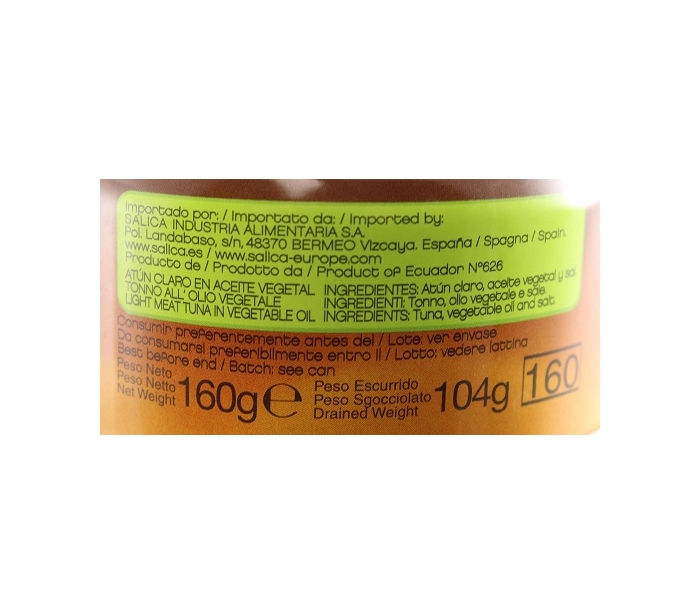 Importado por: / Importato da: / Imported by:
SALICA INDUSTRIA ALIMENTARIA S.A.
Pol. Landabaso, s/n, 48370 BERMEO Vizcaya. España / Spagna / Spain.
www.salica.es / www.salica-europe.com
Producto de / Prodotto da / Product of Ecuador Nº626
ATÚN CLARO EN ACEITE VEGETAL INGREDIENTES: Atún claro, aceite vegetal y sal.
TONNO ALL' OLIO VEGETALE INGREDIENTI: Tonno, olio vegetale e sale.
LIGHT MEAT TUNA IN VEGETABLE OIL INGREDIENTS: Tuna, vegetable oil and salt.
Consumir preferentemente antes del / Lote: ver envase
Da consumarsi preferibilmente entro il / Lotto: vedere lattina
Best before end / Batch: see can
Peso Neto
Peso Netto
Net Weight
160g e
Peso Escurrido
Peso Sgocciolato
Drained Weight
104g
160